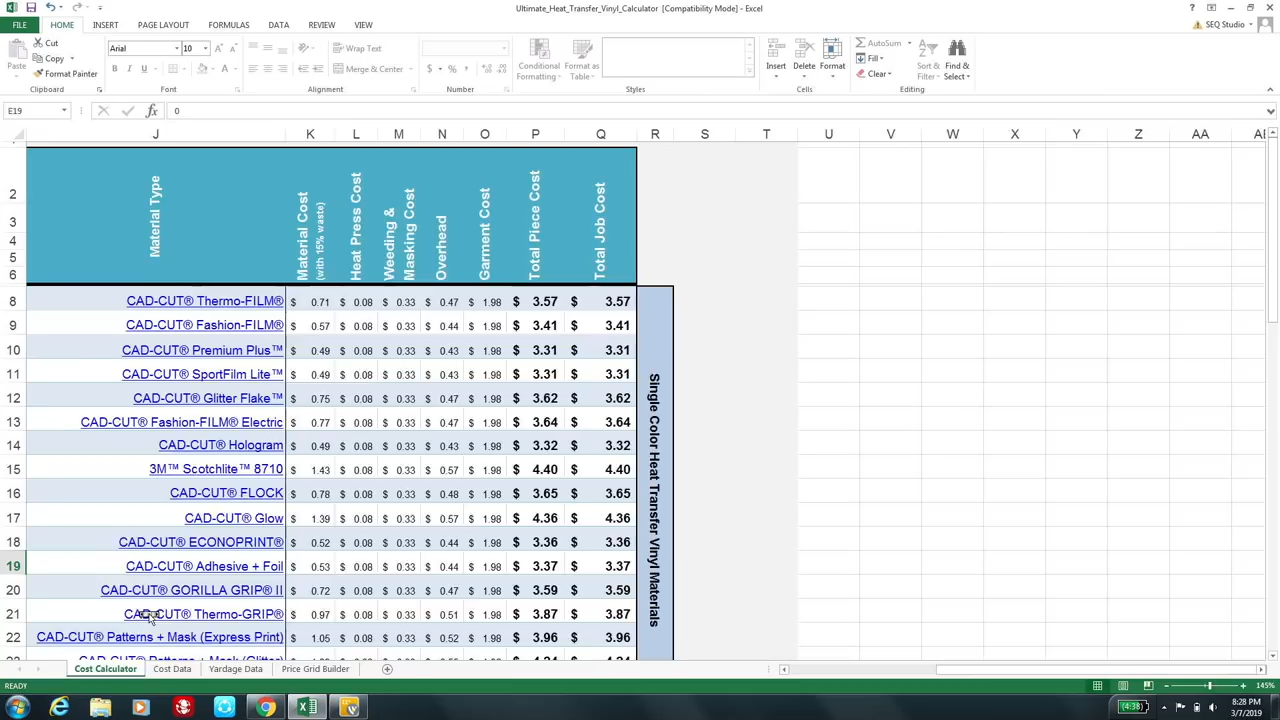 Ultimate_Heat_Transfer_Vinyl_Calculator [Compatibility Mode] - Excel
FILE HOME INSERT PAGE LAYOUT FORMULAS DATA REVIEW VIEW SEQ Studio
Cut
Copy
Format Painter
Paste
Clipboard
Arial 10
B I U
Font
Wrap Text
Merge & Center
Alignment
$ % ,
Number
Conditional Formatting
Format as Table
Styles
Insert Delete Format
Cells
AutoSum
Fill
Clear
Sort & Filter
Find & Select
Editing
E19 fx 0
J K L M N O P Q R S T U V W X Y Z AA
2
3
4
5
6
Material Type
Material Cost
(with 15% waste)
Heat Press Cost
Weeding &
Masking Cost
Overhead
Garment Cost
Total Piece Cost
Total Job Cost
8 CAD-CUT® Thermo-FILM® $ 0.71 $ 0.08 $ 0.33 $ 0.47 $ 1.98 $ 3.57 $ 3.57
9 CAD-CUT® Fashion-FILM® $ 0.57 $ 0.08 $ 0.33 $ 0.44 $ 1.98 $ 3.41 $ 3.41
10 CAD-CUT® Premium Plus™ $ 0.49 $ 0.08 $ 0.33 $ 0.43 $ 1.98 $ 3.31 $ 3.31
11 CAD-CUT® SportFilm Lite™ $ 0.49 $ 0.08 $ 0.33 $ 0.43 $ 1.98 $ 3.31 $ 3.31
12 CAD-CUT® Glitter Flake™ $ 0.75 $ 0.08 $ 0.33 $ 0.47 $ 1.98 $ 3.62 $ 3.62
13 CAD-CUT® Fashion-FILM® Electric $ 0.77 $ 0.08 $ 0.33 $ 0.47 $ 1.98 $ 3.64 $ 3.64
14 CAD-CUT® Hologram $ 0.49 $ 0.08 $ 0.33 $ 0.43 $ 1.98 $ 3.32 $ 3.32
15 3M™ Scotchlite™ 8710 $ 1.43 $ 0.08 $ 0.33 $ 0.57 $ 1.98 $ 4.40 $ 4.40
16 CAD-CUT® FLOCK $ 0.78 $ 0.08 $ 0.33 $ 0.48 $ 1.98 $ 3.65 $ 3.65
17 CAD-CUT® Glow $ 1.39 $ 0.08 $ 0.33 $ 0.57 $ 1.98 $ 4.36 $ 4.36
18 CAD-CUT® ECONOPRINT® $ 0.52 $ 0.08 $ 0.33 $ 0.44 $ 1.98 $ 3.36 $ 3.36
19 CAD-CUT® Adhesive + Foil $ 0.53 $ 0.08 $ 0.33 $ 0.44 $ 1.98 $ 3.37 $ 3.37
20 CAD-CUT® GORILLA GRIP® II $ 0.72 $ 0.08 $ 0.33 $ 0.47 $ 1.98 $ 3.59 $ 3.59
21 CAD-CUT® Thermo-GRIP® $ 0.97 $ 0.08 $ 0.33 $ 0.51 $ 1.98 $ 3.87 $ 3.87
22 CAD-CUT® Patterns + Mask (Express Print) $ 1.05 $ 0.08 $ 0.33 $ 0.52 $ 1.98 $ 3.96 $ 3.96
CAD-CUT® Patterns + Mask (Glitter)
Single Color Heat Transfer Vinyl Materials
Cost Calculator Cost Data Yardage Data Price Grid Builder
READY 145%
(4:38) 8:28 PM
3/7/2019